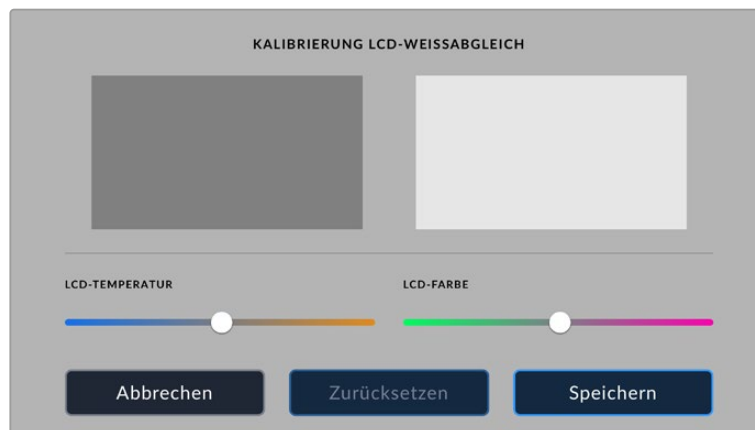 KALIBRIERUNG LCD-WEISSABGLEICH
LCD-TEMPERATUR
LCD-FARBE
Abbrechen
Zurücksetzen
Speichern